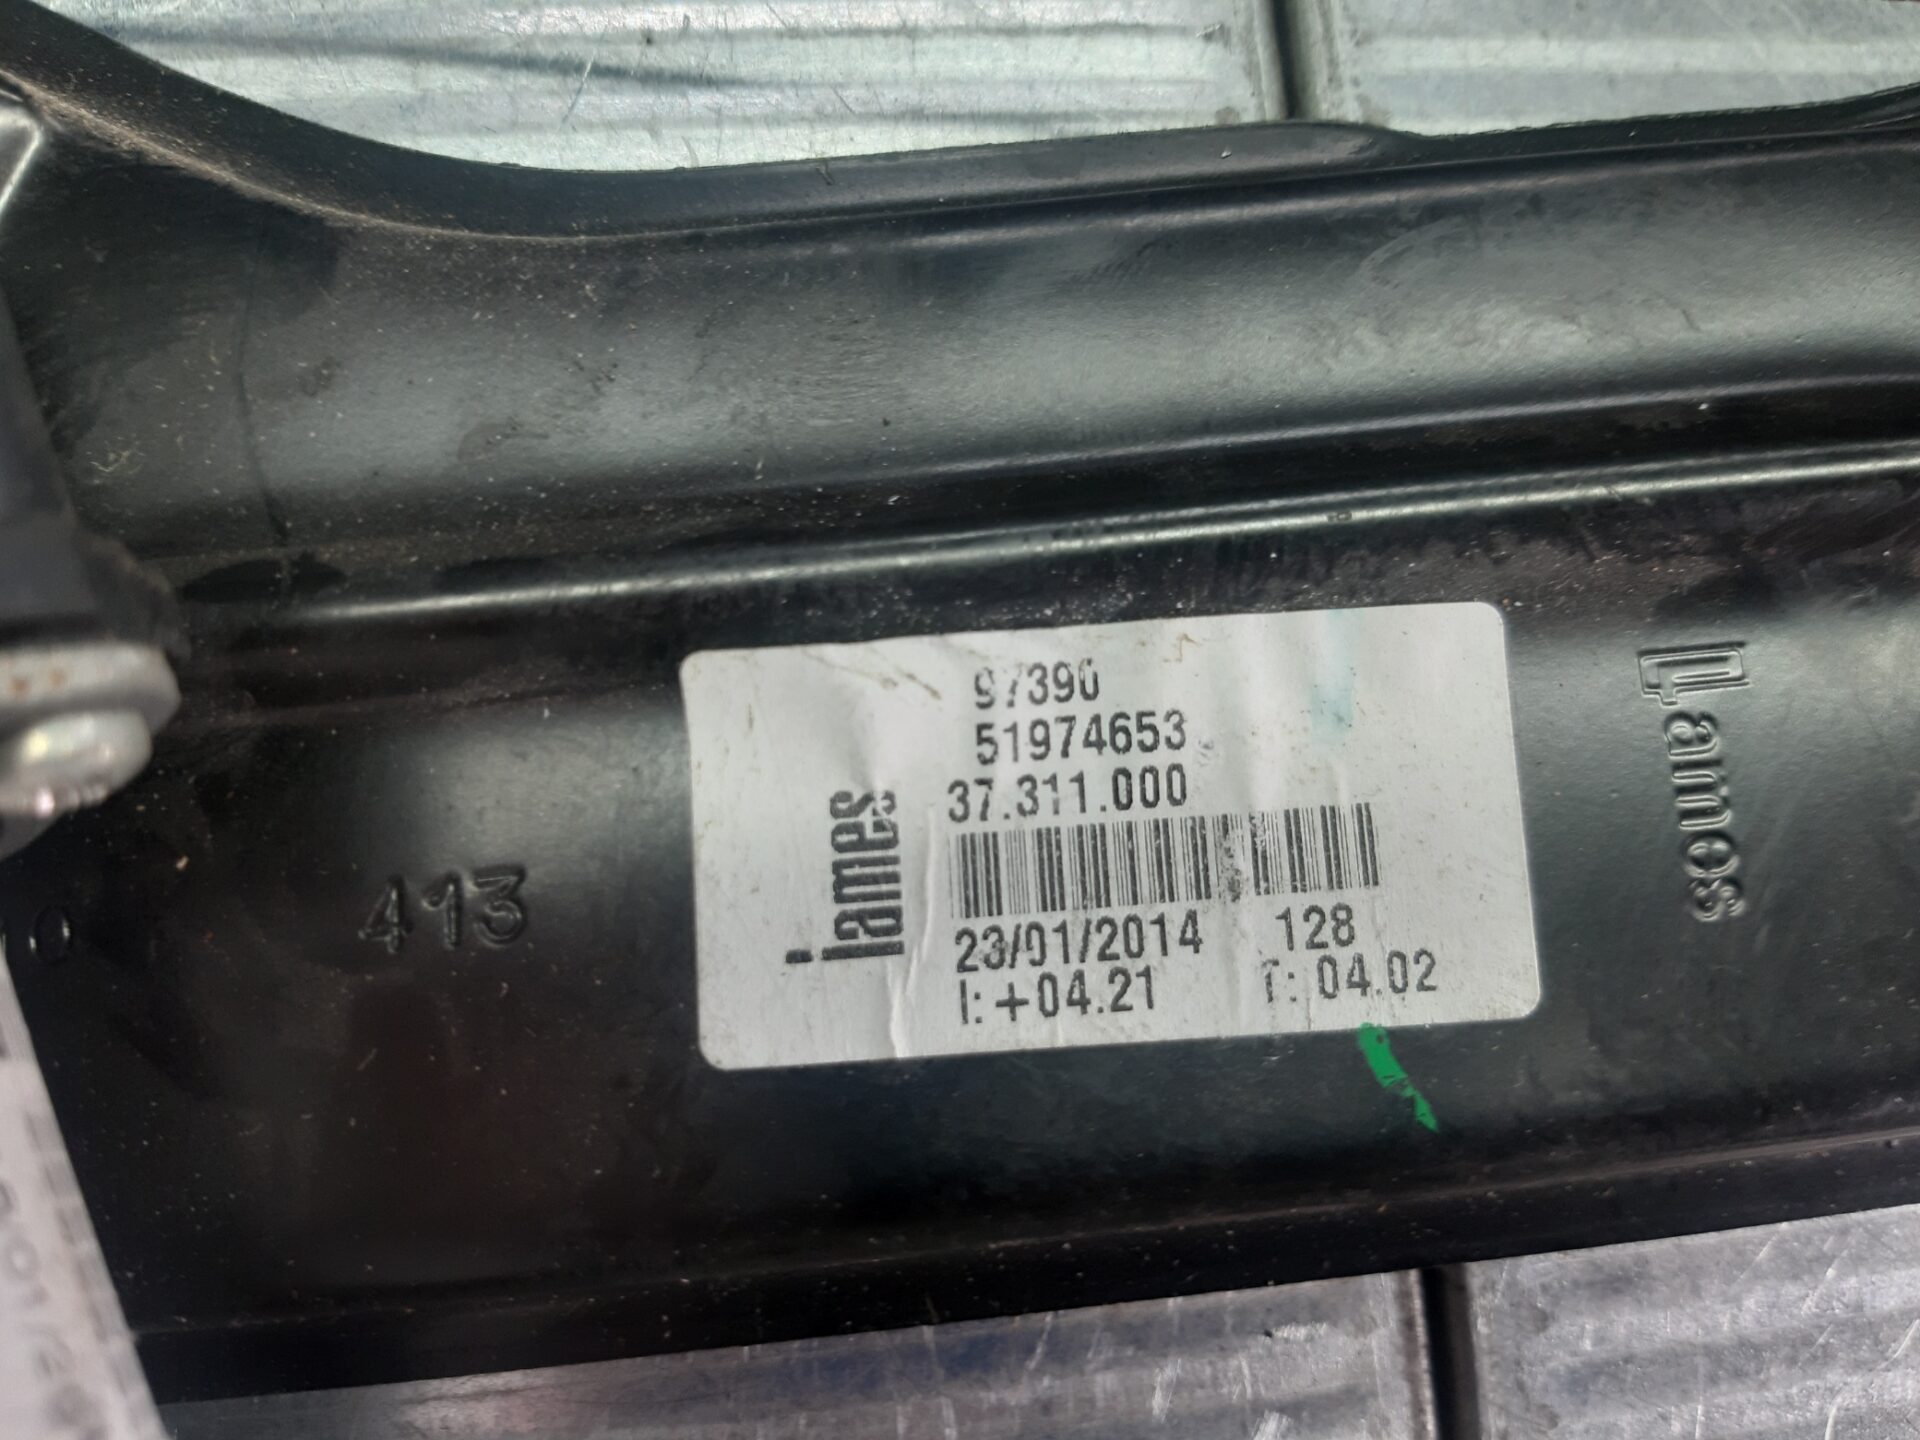 97390
51974653
37.311.000
lames
23/01/2014 128
I: +04.21 T: 04.02
413
Lames